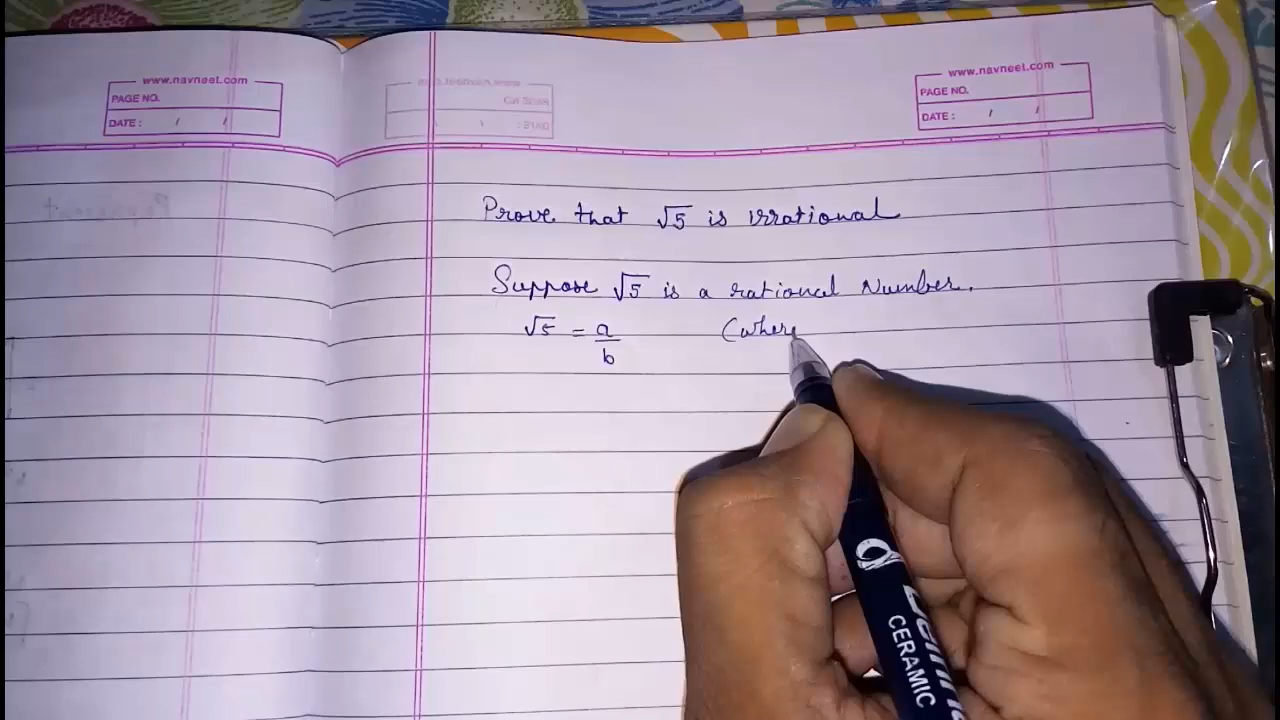 www.navneet.com
PAGE NO.
DATE : / /
www.navneet.com
PAGE NO.
DATE : / /
Prove that √5 is irrational
Suppose √5 is a rational Number.
√5 = a/b (where
CERAMIC